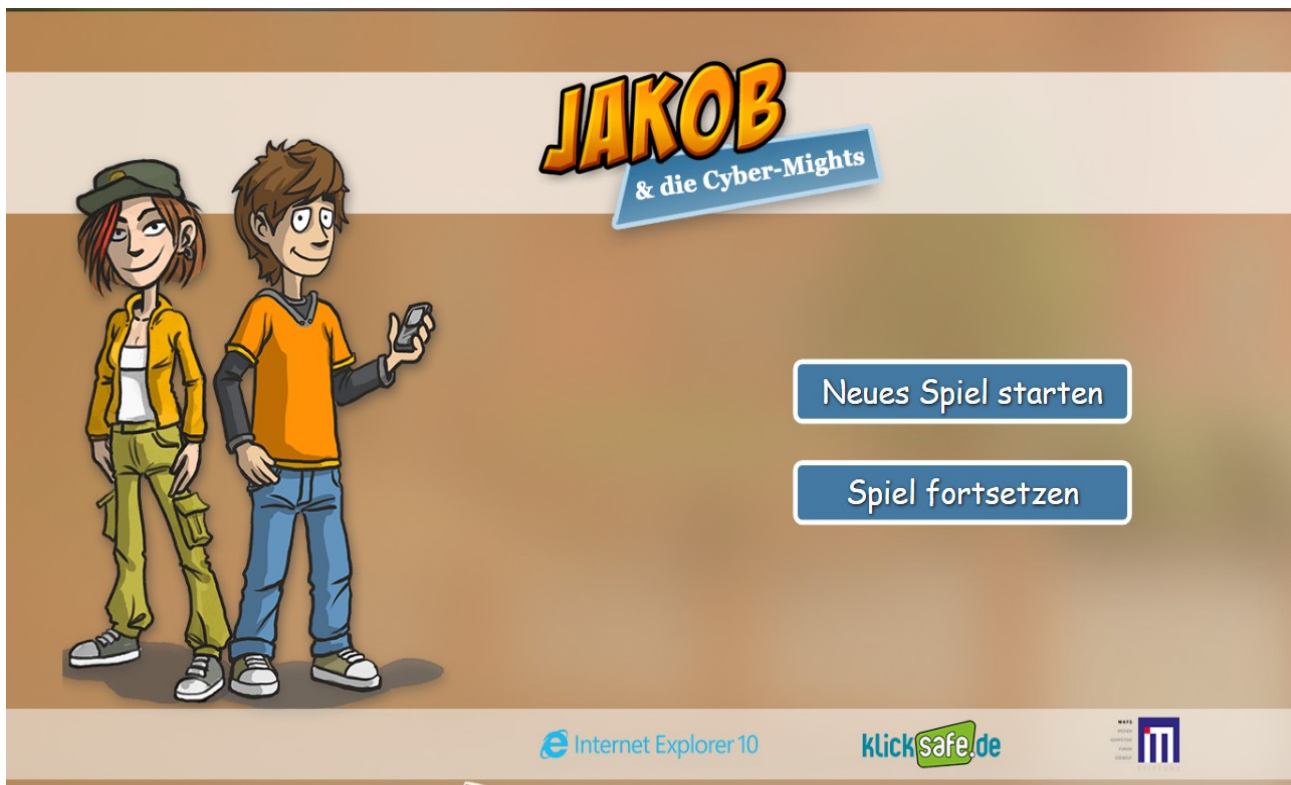 JAKOB
& die Cyber-Mights
Neues Spiel starten
Spiel fortsetzen
Internet Explorer 10
klicksafe.de